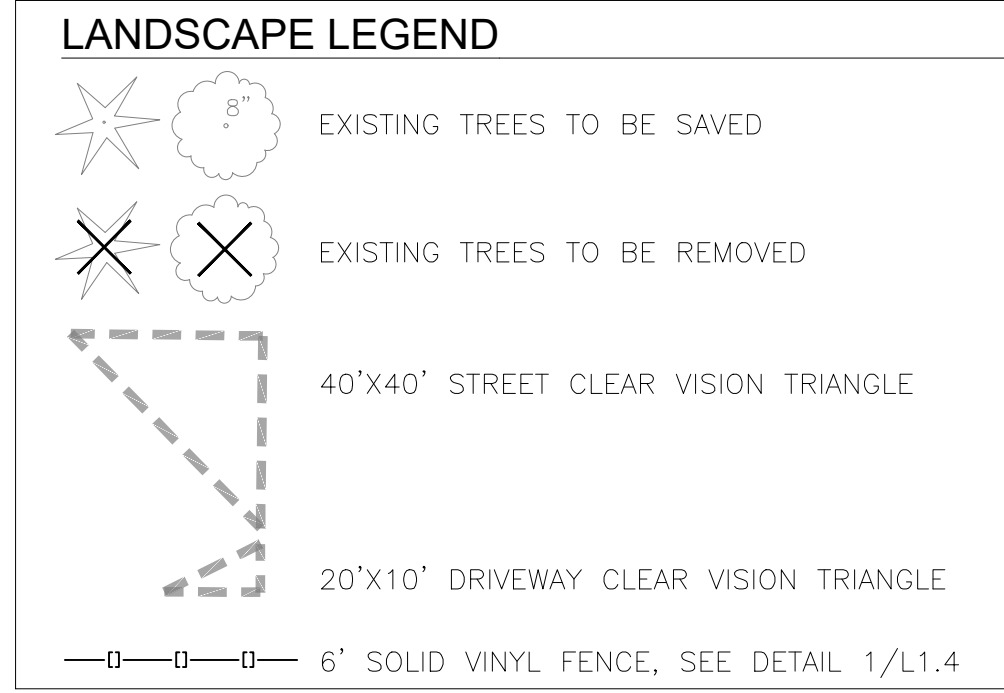 LANDSCAPE LEGEND
8"
EXISTING TREES TO BE SAVED
EXISTING TREES TO BE REMOVED
40'X40' STREET CLEAR VISION TRIANGLE
20'X10' DRIVEWAY CLEAR VISION TRIANGLE
6' SOLID VINYL FENCE, SEE DETAIL 1/L1.4